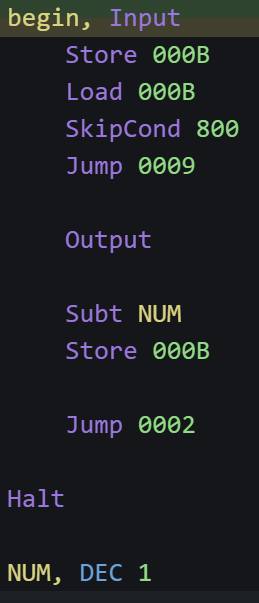 begin, Input
Store 000B
Load 000B
SkipCond 800
Jump 0009
Output
Subt NUM
Store 000B
Jump 0002
Halt
NUM, DEC 1